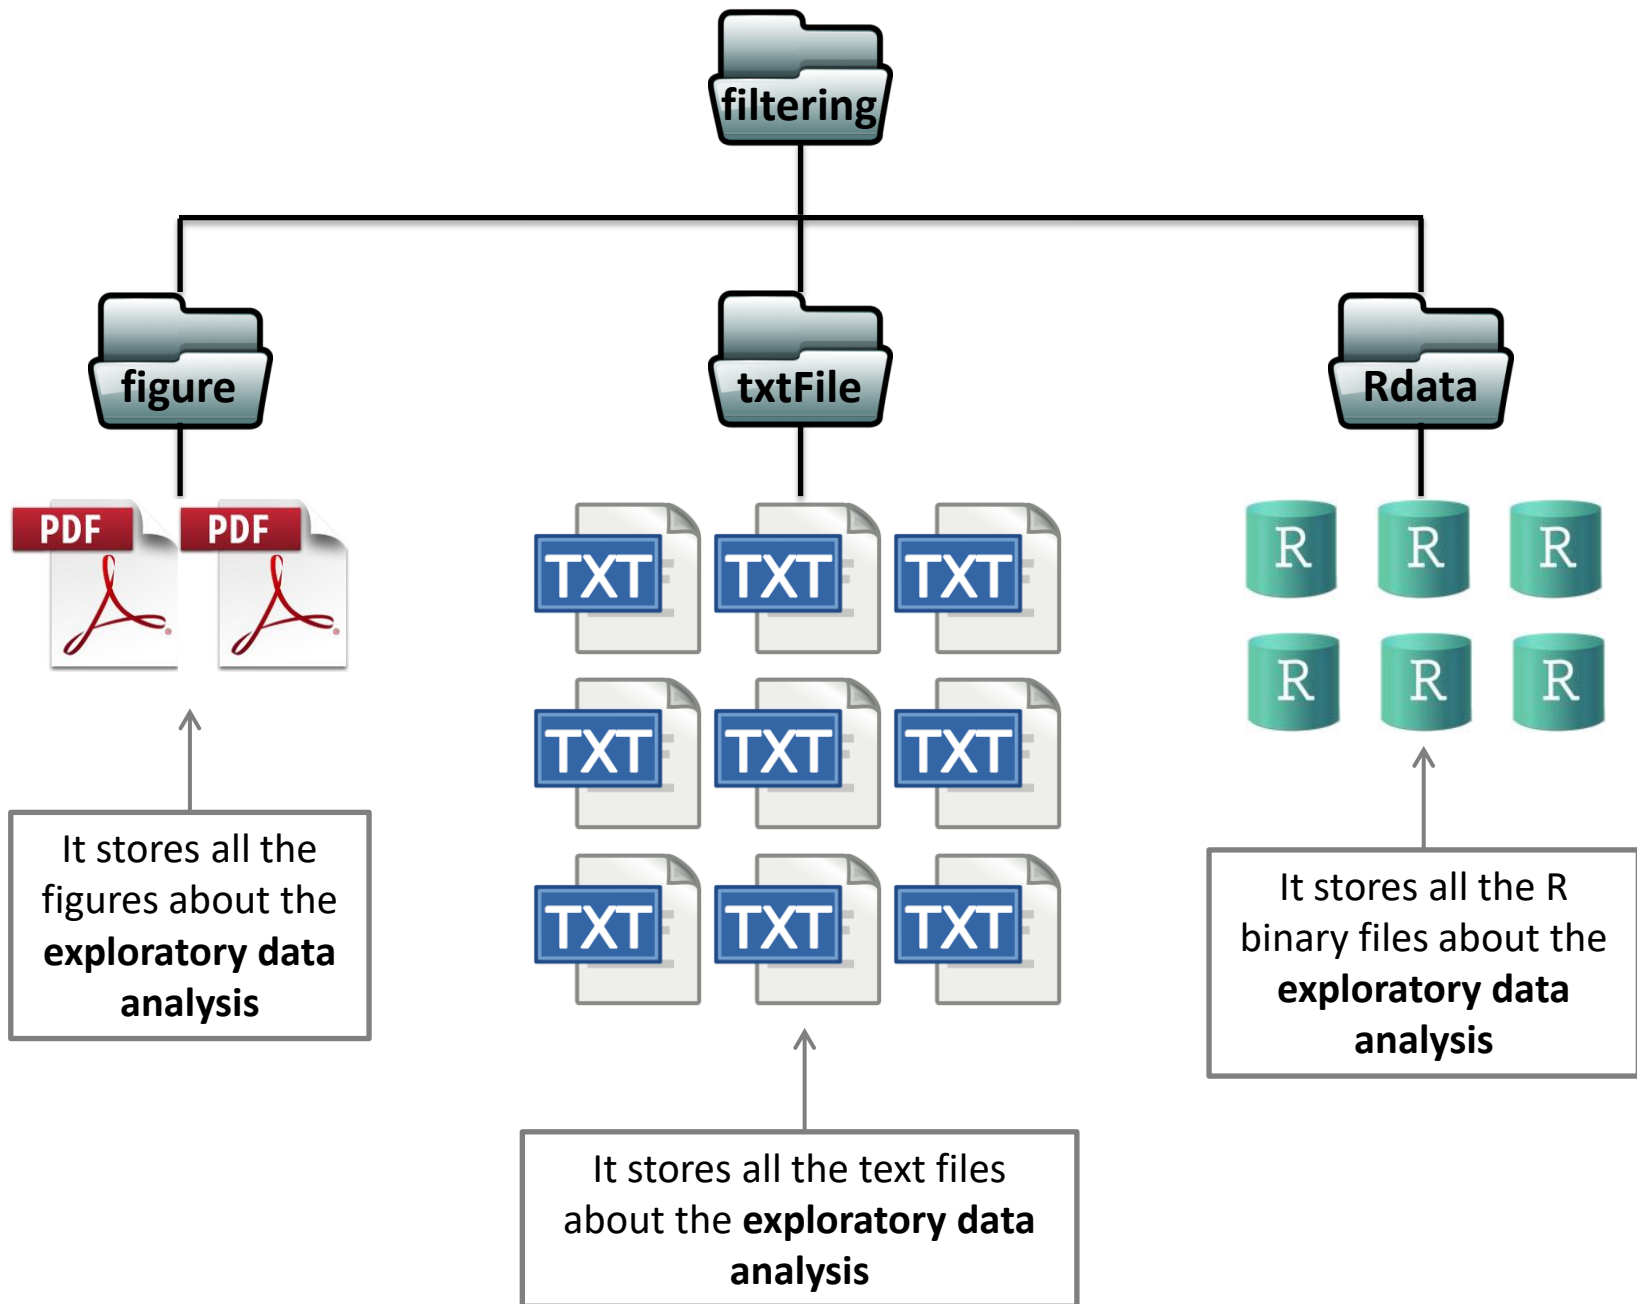 filtering
figure
txtFile
Rdata
PDF
PDF
TXT
TXT
TXT
R
R
R
TXT
TXT
TXT
R
R
R
TXT
TXT
TXT
It stores all the
figures about the
exploratory data
analysis
It stores all the R
binary files about the
exploratory data
analysis
It stores all the text files
about the exploratory data
analysis